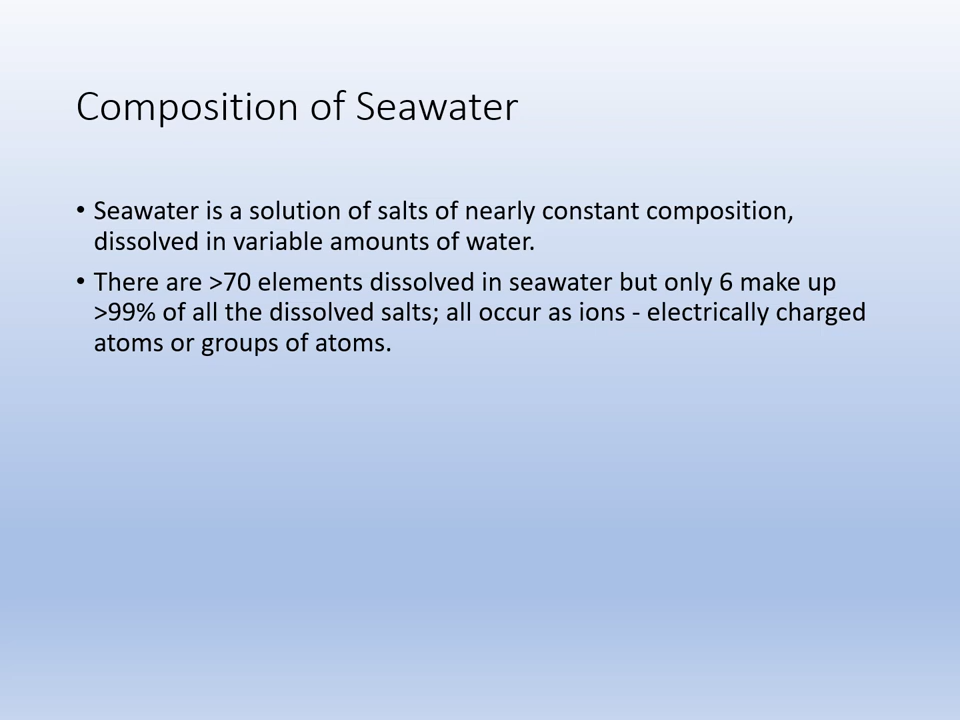 Composition of Seawater
• Seawater is a solution of salts of nearly constant composition,
dissolved in variable amounts of water.
• There are >70 elements dissolved in seawater but only 6 make up
>99% of all the dissolved salts; all occur as ions - electrically charged
atoms or groups of atoms.